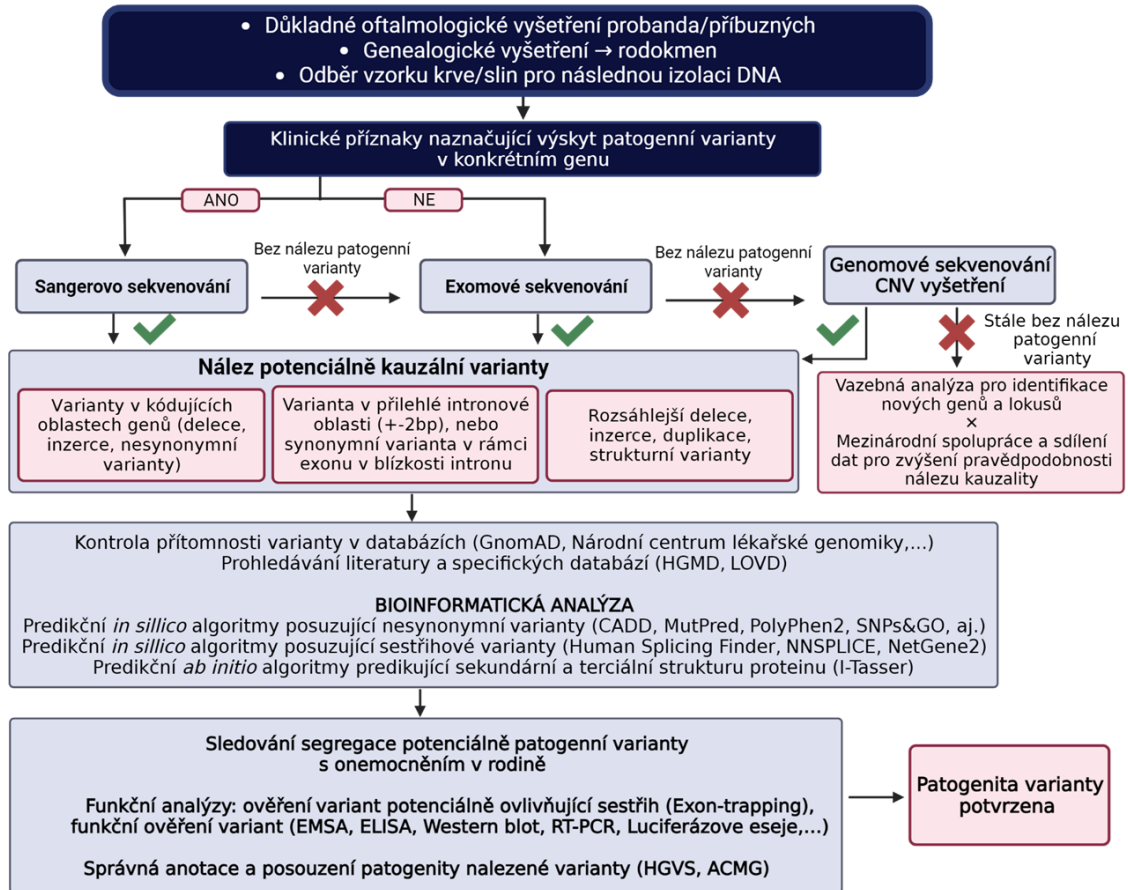 • Důkladné oftalmologické vyšetření probanda/příbuzných
• Genealogické vyšetření → rodokmen
• Odběr vzorku krve/slin pro následnou izolaci DNA
Klinické příznaky naznačující výskyt patogenní varianty
v konkrétním genu
ANO
NE
Sangerovo sekvenování
Bez nálezu patogenní
varianty
Exomové sekvenování
Bez nálezu patogenní
varianty
Genomové sekvenování
CNV vyšetření
Stále bez nálezu
patogenní
varianty
Nález potenciálně kauzální varianty
Varianty v kódujících
oblastech genů (delece,
inzerce, nesynonymní
varianty)
Varianta v přilehlé intronové
oblasti (+-2bp), nebo
synonymní varianta v rámci
exonu v blízkosti intronu
Rozsáhlejší delece,
inzerce, duplikace,
strukturní varianty
Vazebná analýza pro identifikace
nových genů a lokusů
×
Mezinárodní spolupráce a sdílení
dat pro zvýšení pravědpodobnosti
nálezu kauzality
Kontrola přítomnosti varianty v databázích (GnomAD, Národní centrum lékařské genomiky,...)
Prohledávání literatury a specifických databází (HGMD, LOVD)
BIOINFORMATICKÁ ANALÝZA
Predikční in sillico algoritmy posuzující nesynonymní varianty (CADD, MutPred, PolyPhen2, SNPs&GO, aj.)
Predikční in sillico algoritmy posuzující sestřihové varianty (Human Splicing Finder, NNSPLICE, NetGene2)
Predikční ab initio algoritmy predikující sekundární a terciální strukturu proteinu (I-Tasser)
Sledování segregace potenciálně patogenní varianty
s onemocněním v rodině
Funkční analýzy: ověření variant potenciálně ovlivňující sestřih (Exon-trapping),
funkční ověření variant (EMSA, ELISA, Western blot, RT-PCR, Luciferázove eseje,...)
Správná anotace a posouzení patogenity nalezené varianty (HGVS, ACMG)
Patogenita varianty
potvrzena